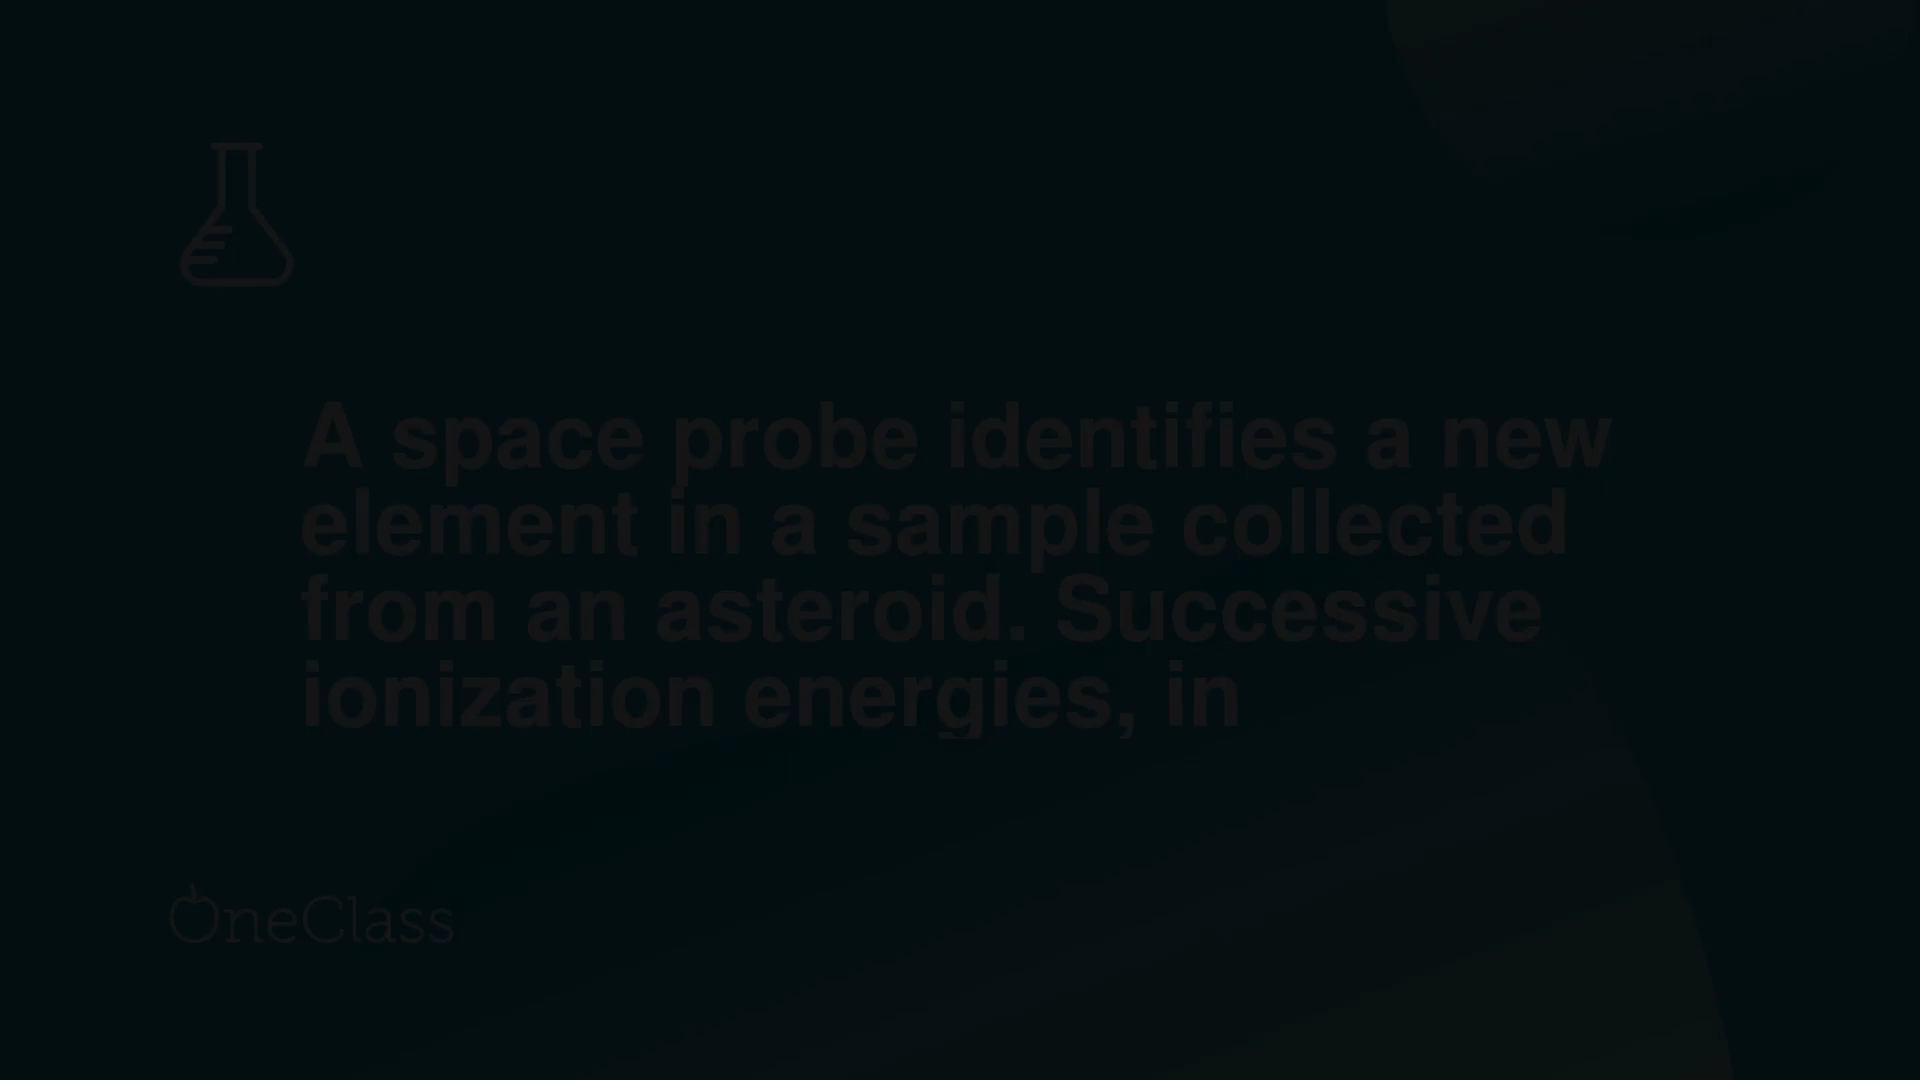 A space probe identifies a new
element in a sample collected
from an asteroid. Successive
ionization energies, in
OneClass